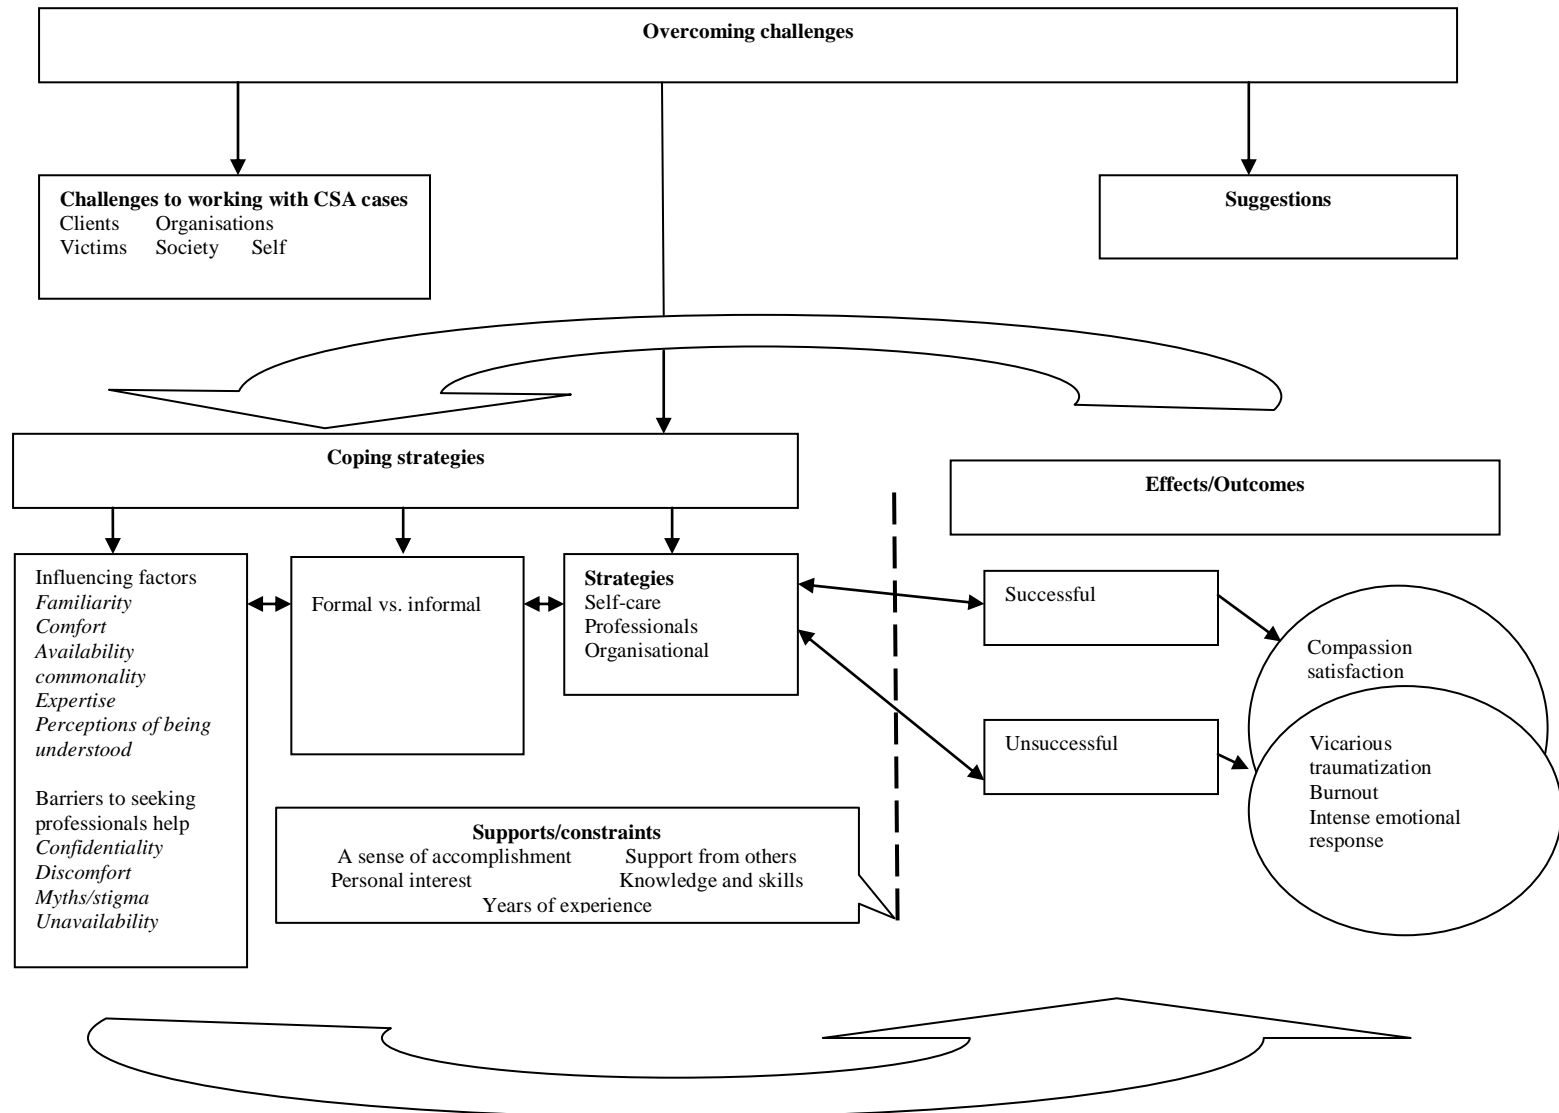 Overcoming challenges
Challenges to working with CSA cases
Clients Organisations
Victims Society Self
Suggestions
Coping strategies
Effects/Outcomes
Influencing factors
Familiarity
Comfort
Availability
commonality
Expertise
Perceptions of being
understood
Barriers to seeking
professionals help
Confidentiality
Discomfort
Myths/stigma
Unavailability
Formal vs. informal
Strategies
Self-care
Professionals
Organisational
Successful
Unsuccessful
Compassion
satisfaction
Vicarious
traumatization
Burnout
Intense emotional
response
Supports/constraints
A sense of accomplishment Support from others
Personal interest Knowledge and skills
Years of experience